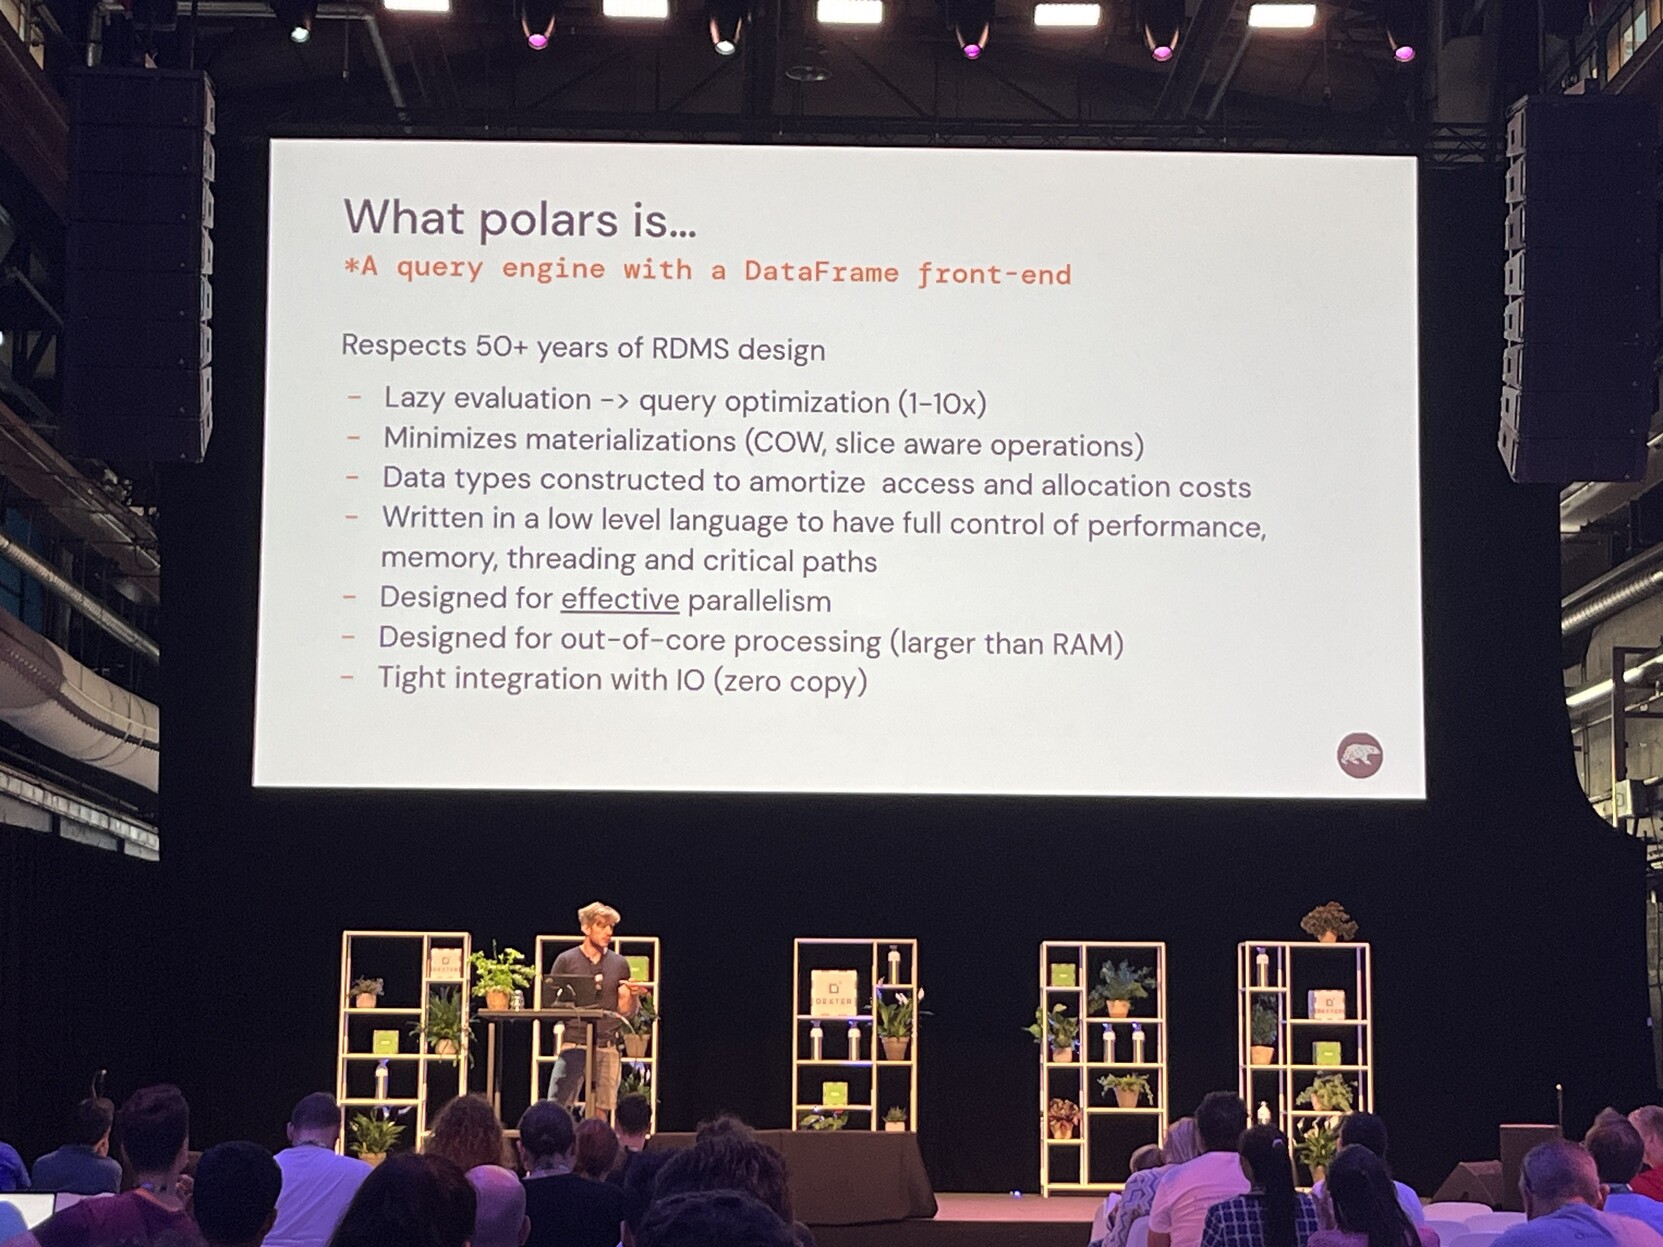 What polars is...
*A query engine with a DataFrame front-end
Respects 50+ years of RDMS design
- Lazy evaluation -> query optimization (1-10x)
- Minimizes materializations (COW, slice aware operations)
- Data types constructed to amortize  access and allocation costs
- Written in a low level language to have full control of performance,
memory, threading and critical paths
- Designed for effective parallelism
- Designed for out-of-core processing (larger than RAM)
- Tight integration with IO (zero copy)
DEXTER
DEXTER
DEXTER